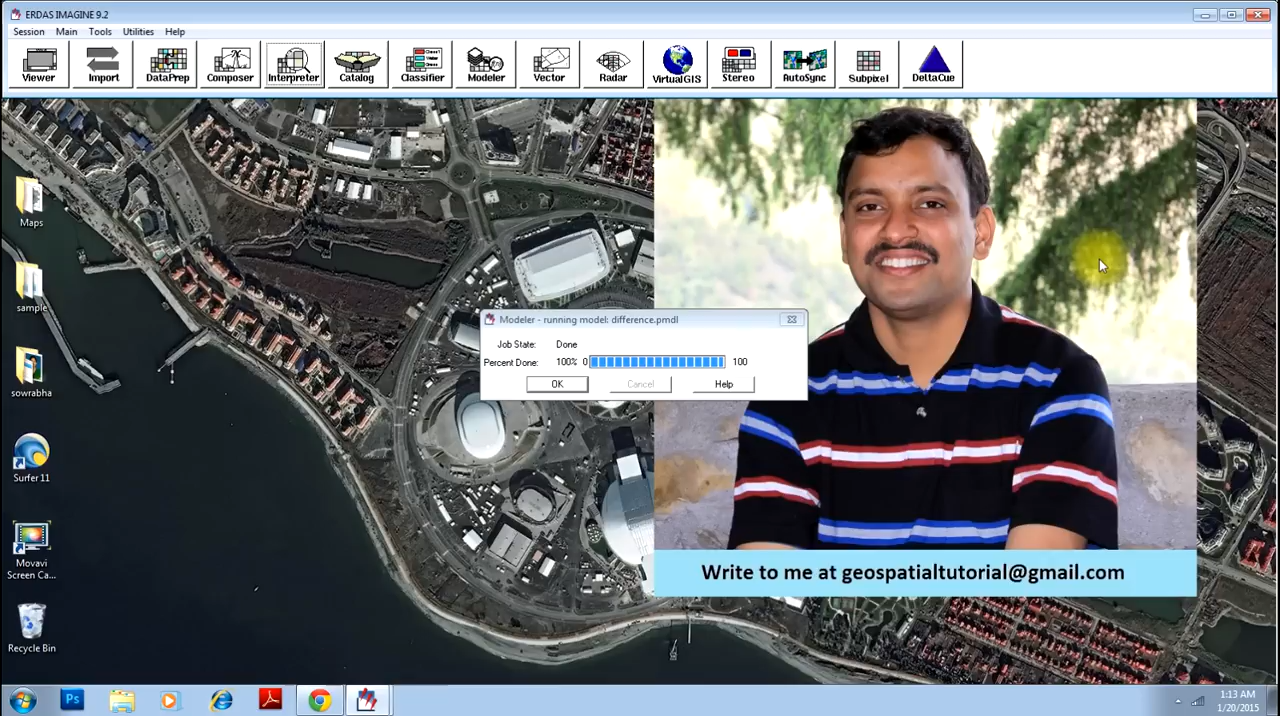 ERDAS IMAGINE 9.2
Session Main Tools Utilities Help
Viewer Import DataPrep Composer Interpreter Catalog Classifier Modeler Vector Radar VirtualGIS Stereo AutoSync Subpixel DeltaCue
Maps
sample
sowrabha
Surfer 11
Movavi
Screen Ca...
Recycle Bin
Modeler - running model: difference.pmdl
Job State: Done
Percent Done: 100% 0 100
OK Cancel Help
Write to me at geospatialtutorial@gmail.com
Ps
1:13 AM
1/20/2015